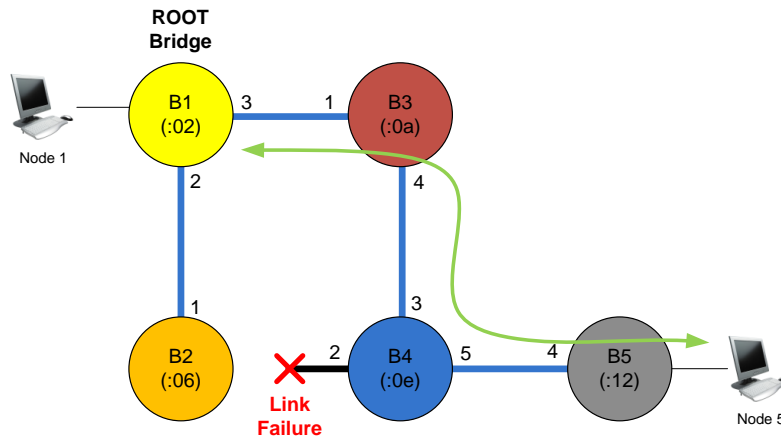 ROOT
Bridge
B1
(:02)
3
1
B3
(:0a)
Node 1
2
4
1
3
B2
(:06)
2
B4
(:0e)
5
4
B5
(:12)
Link
Failure
Node 5